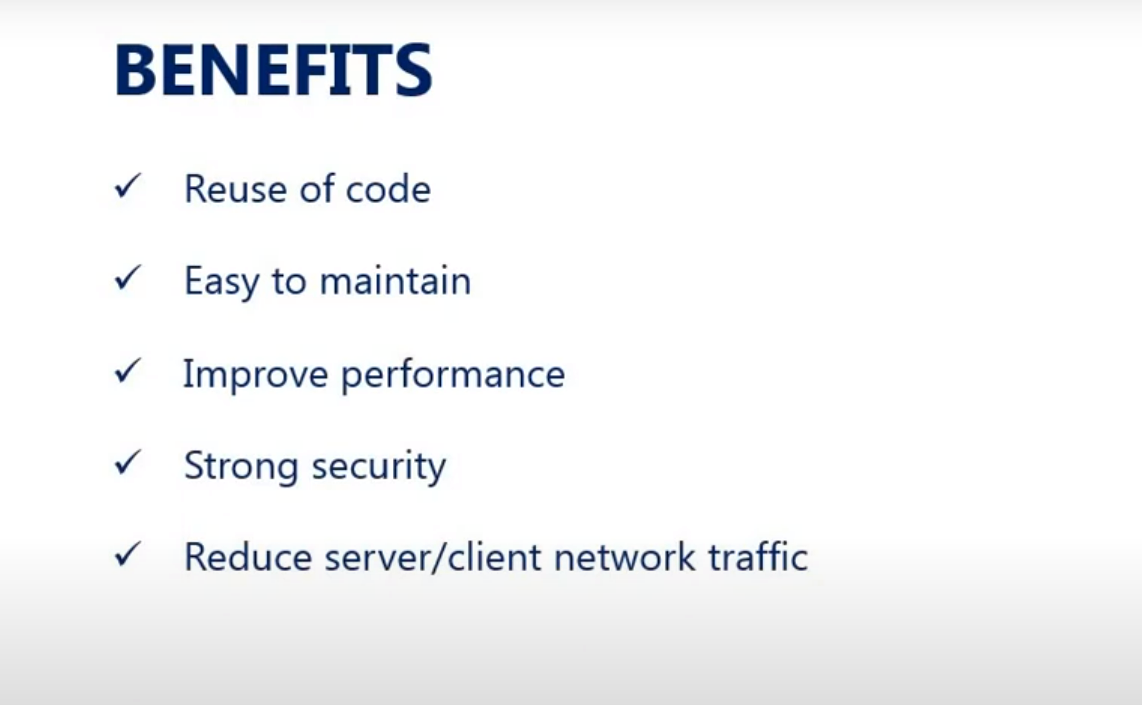 BENEFITS
✓ Reuse of code
✓ Easy to maintain
✓ Improve performance
✓ Strong security
✓ Reduce server/client network traffic